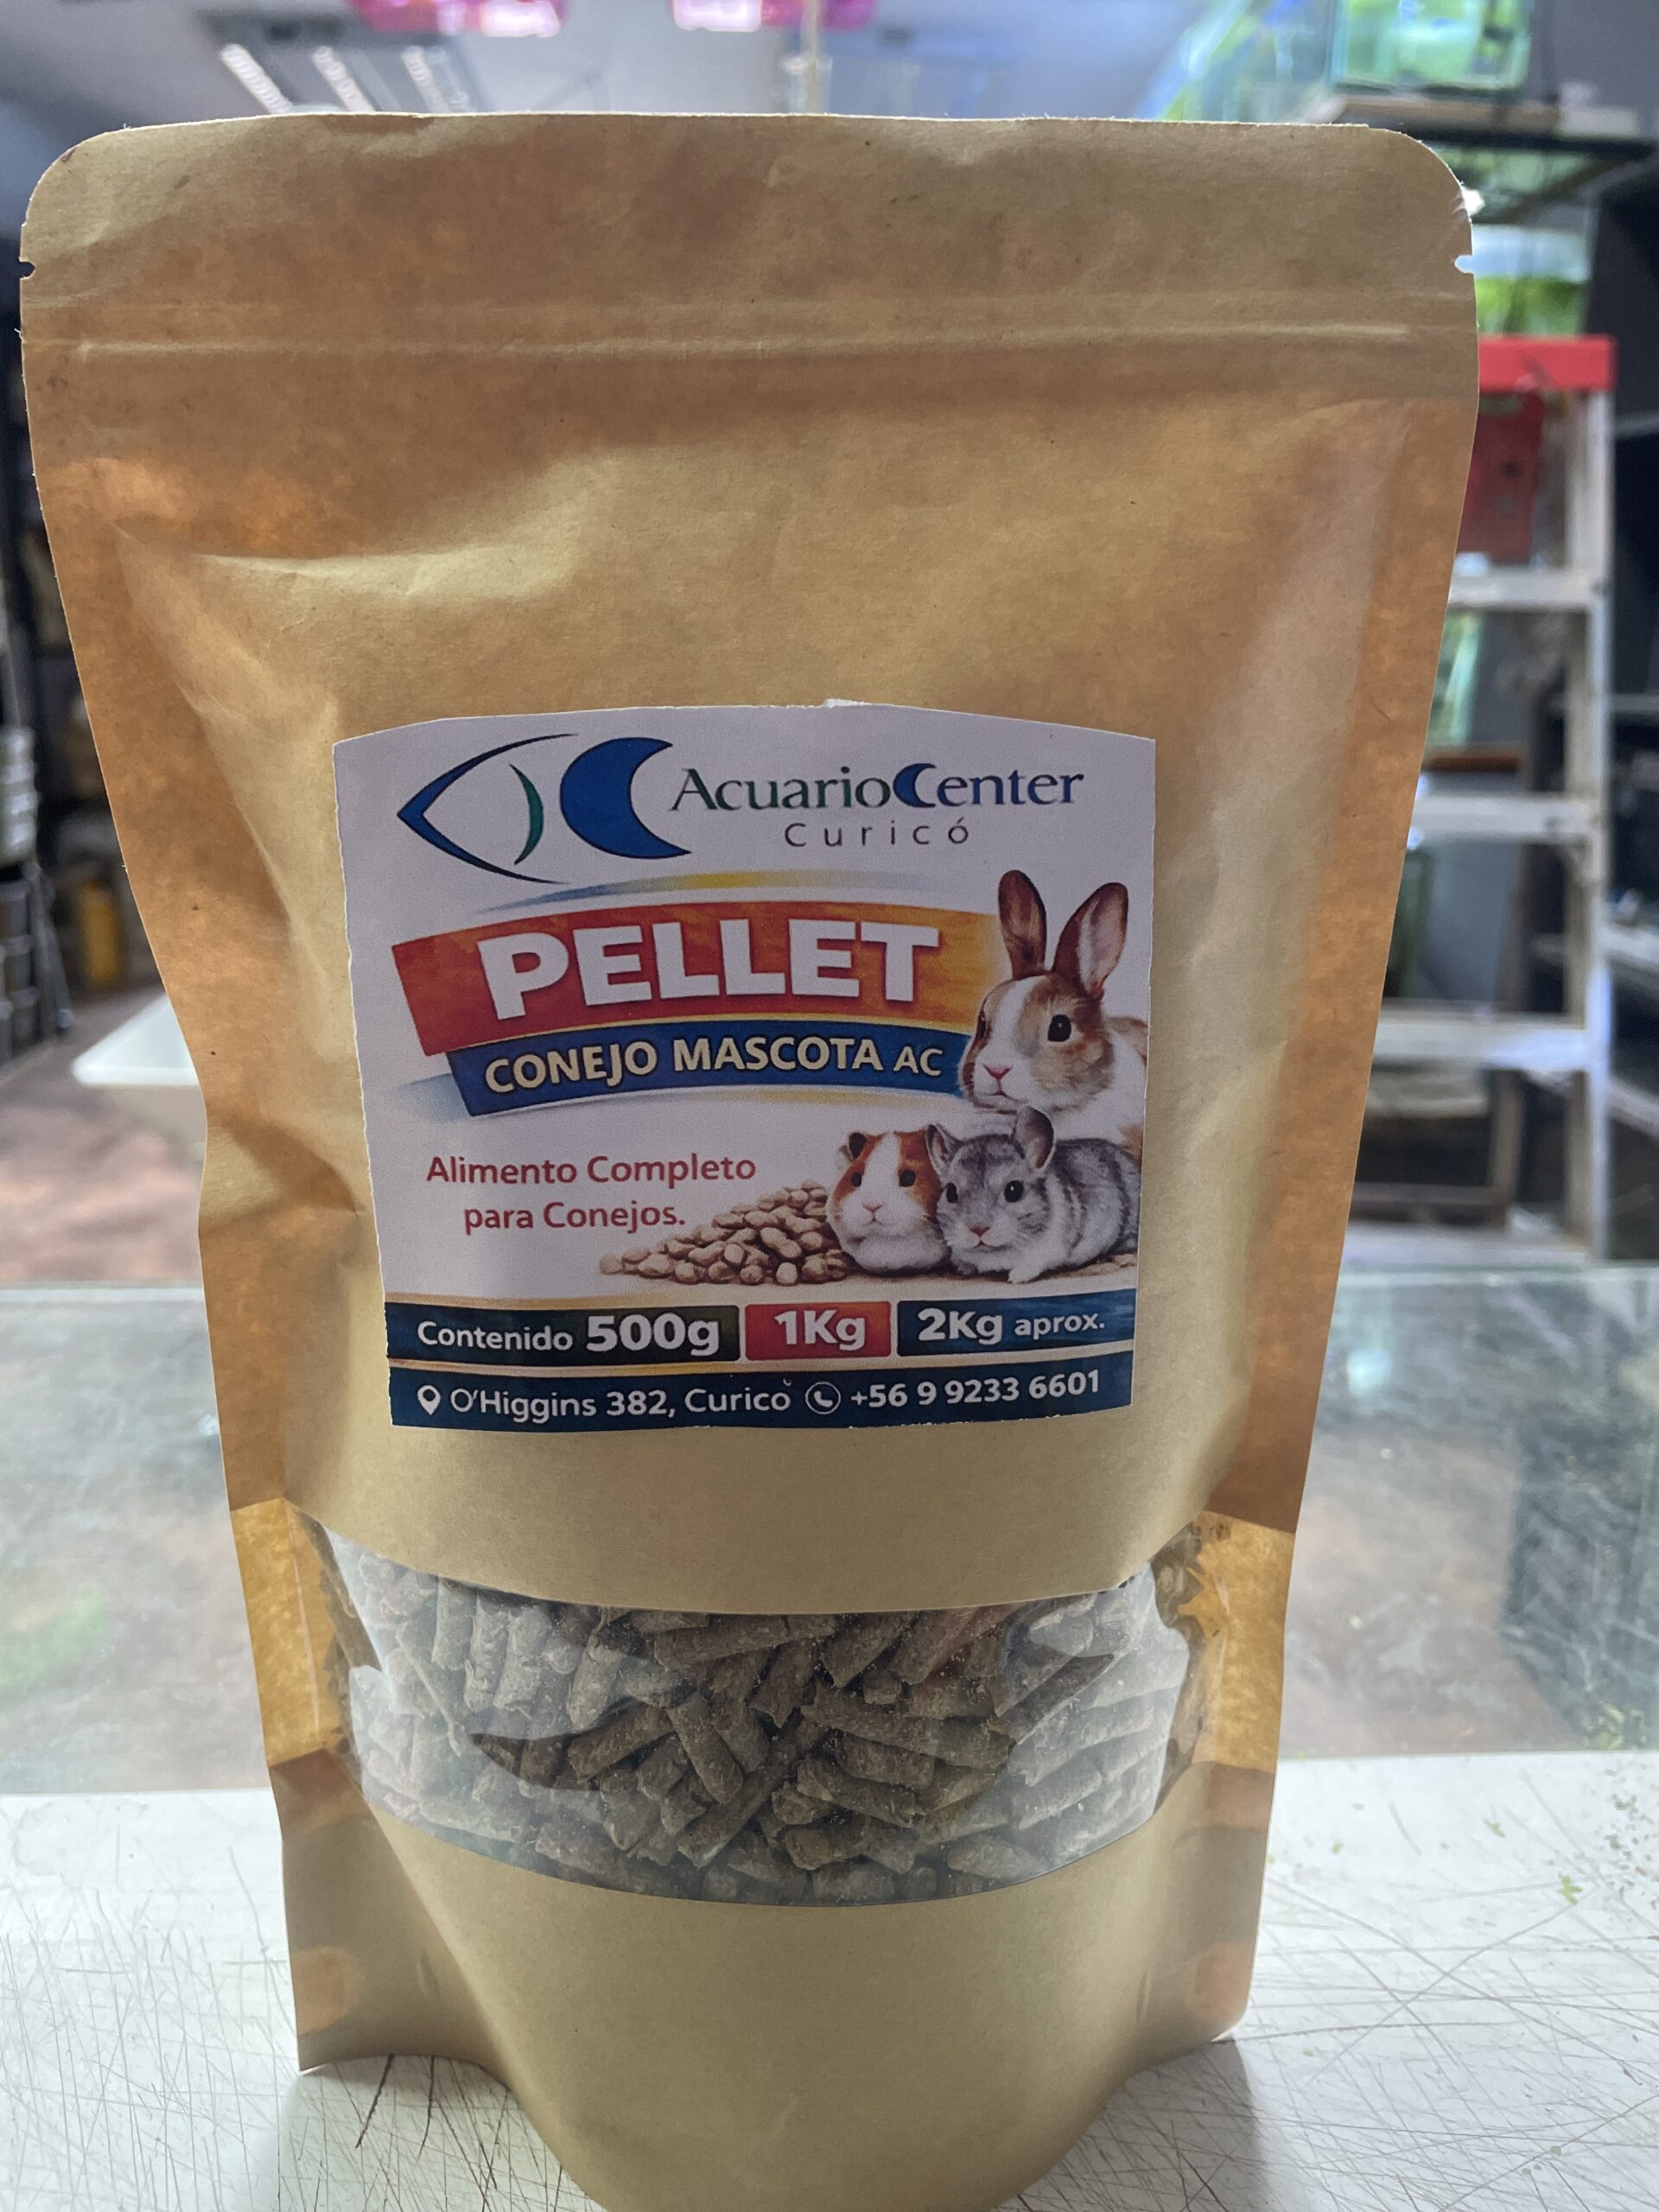 AcuarioCenter
Curicó
PELLET
CONEJO MASCOTA AC
Alimento Completo
para Conejos.
Contenido 500g 1Kg 2Kg aprox.
O'Higgins 382, Curicò +56 9 9233 6601